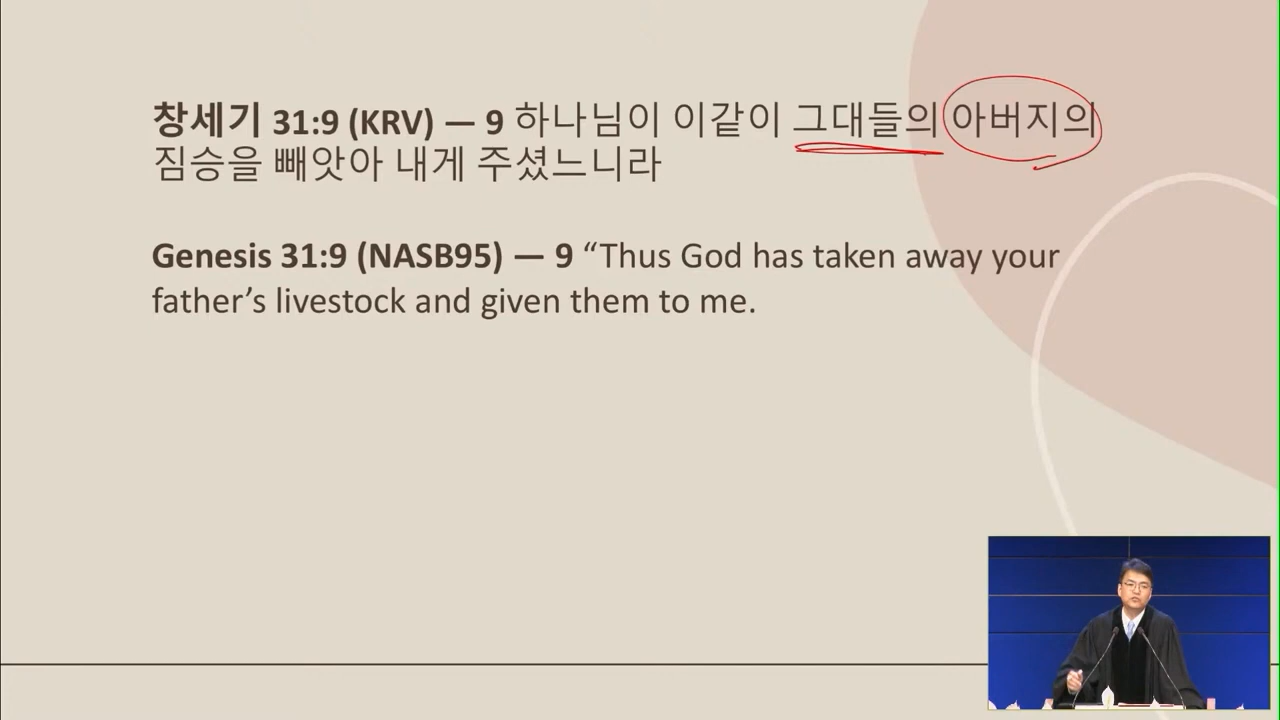 창세기 31:9 (KRV) — 9 하나님이 이같이 그대들의 아버지의
짐승을 빼앗아 내게 주셨느니라
Genesis 31:9 (NASB95) — 9 “Thus God has taken away your
father’s livestock and given them to me.